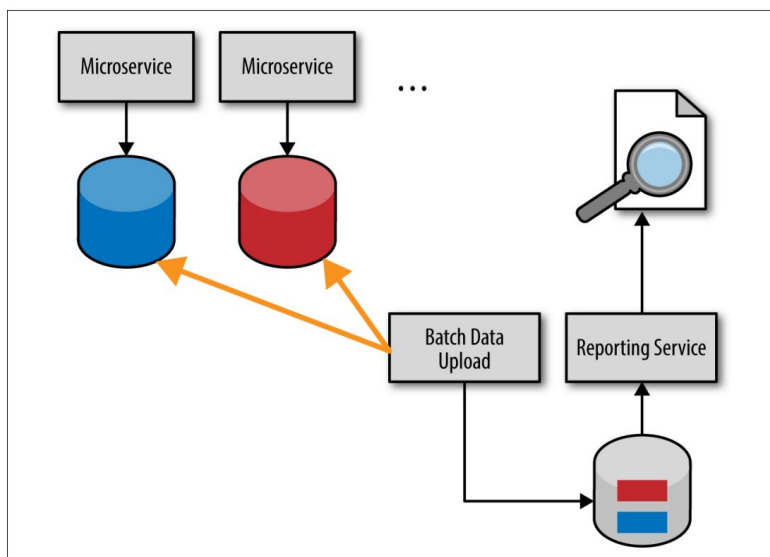 Microservice
Microservice
...
Batch Data
Upload
Reporting Service